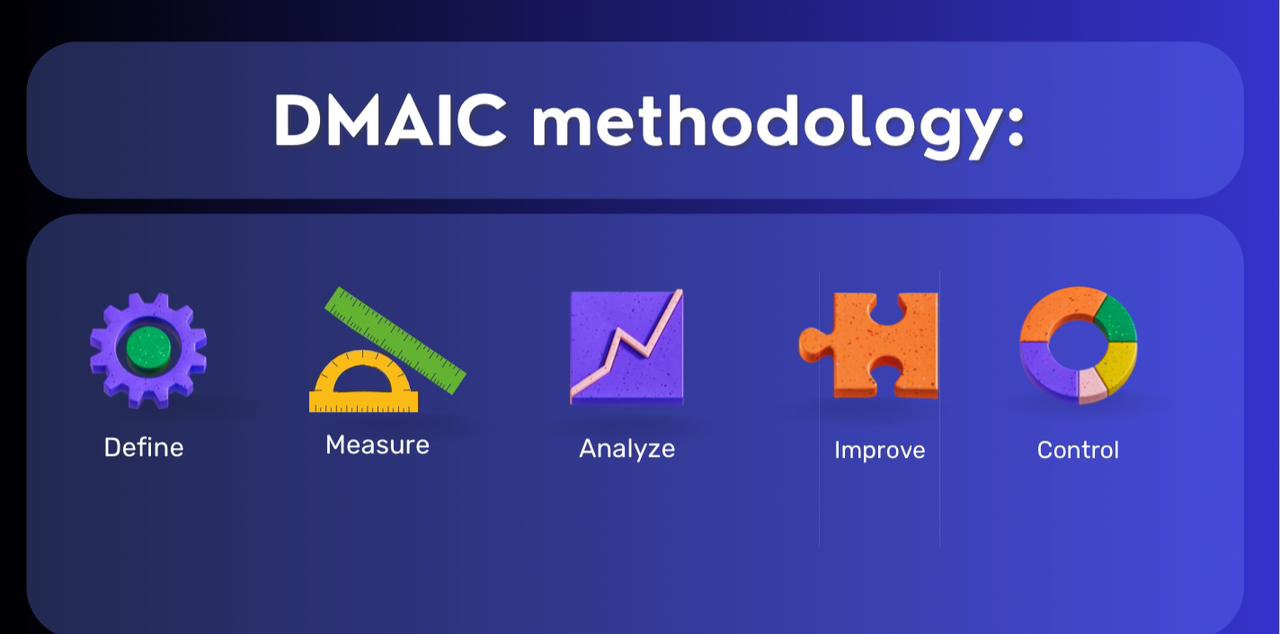 DMAIC methodology:
Define
Measure
Analyze
Improve
Control